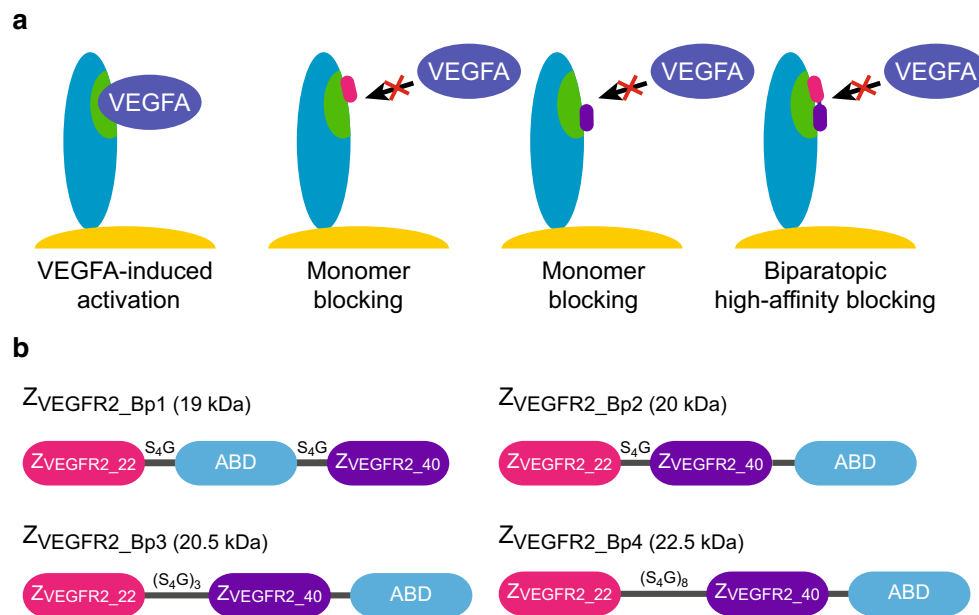 a
VEGFA
VEGFA
VEGFA
VEGFA
VEGFA-induced
activation
Monomer
blocking
Monomer
blocking
Biparatopic
high-affinity blocking
b
ZVEGFR2_Bp1 (19 kDa)
ZVEGFR2_22 S4G ABD S4G ZVEGFR2_40
ZVEGFR2_Bp2 (20 kDa)
ZVEGFR2_22 S4G ZVEGFR2_40 ABD
ZVEGFR2_Bp3 (20.5 kDa)
ZVEGFR2_22 (S4G)3 ZVEGFR2_40 ABD
ZVEGFR2_Bp4 (22.5 kDa)
ZVEGFR2_22 (S4G)8 ZVEGFR2_40 ABD